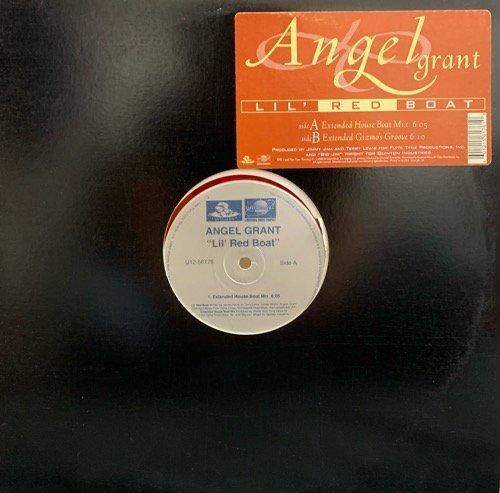 Angel
grant
LIL' RED BOAT
side A Extended House Boat Mix 6:05
side B Extended Gizmo's Groove 6:10
PRODUCED BY JIMMY JAM AND TERRY LEWIS FOR FLYTE TYME PRODUCTIONS, INC.
AND "BIG JIM" WRIGHT FOR QUINTON INDUSTRIES
ANGEL GRANT
"Lil' Red Boat"
U12-56176 Side A
1. Extended House Boat Mix 6:05